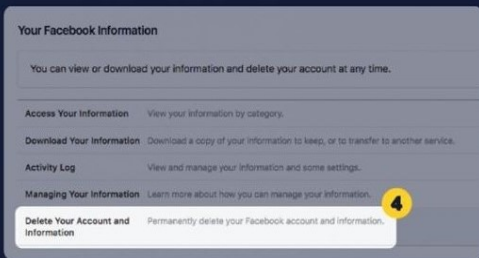 Your Facebook Information
You can view or download your information and delete your account at any time.
Access Your Information View your information by category.
Download Your Information Download a copy of your information to keep, or to transfer to another service.
Activity Log View and manage your information and some settings.
Managing Your Information Learn more about how you can manage your information.
4
Delete Your Account and Permanently delete your Facebook account and information.
Information